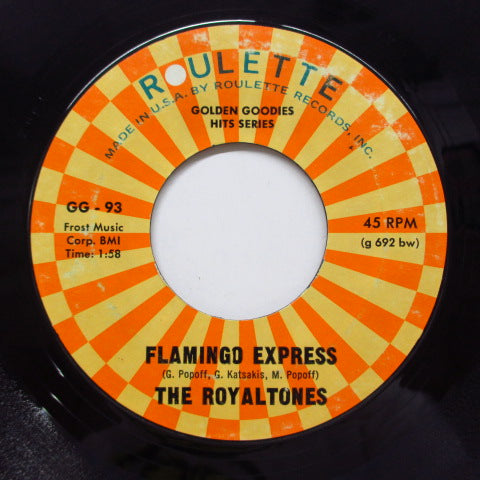 ROULETTE
MADE IN U.S.A. BY ROULETTE RECORDS, INC.
GOLDEN GOODIES
HITS SERIES
GG - 93
Frost Music
Corp. BMI
Time: 1:58
45 RPM
(g 692 bw)
FLAMINGO EXPRESS
(G. Popoff, G. Katsakis, M. Popoff)
THE ROYALTONES